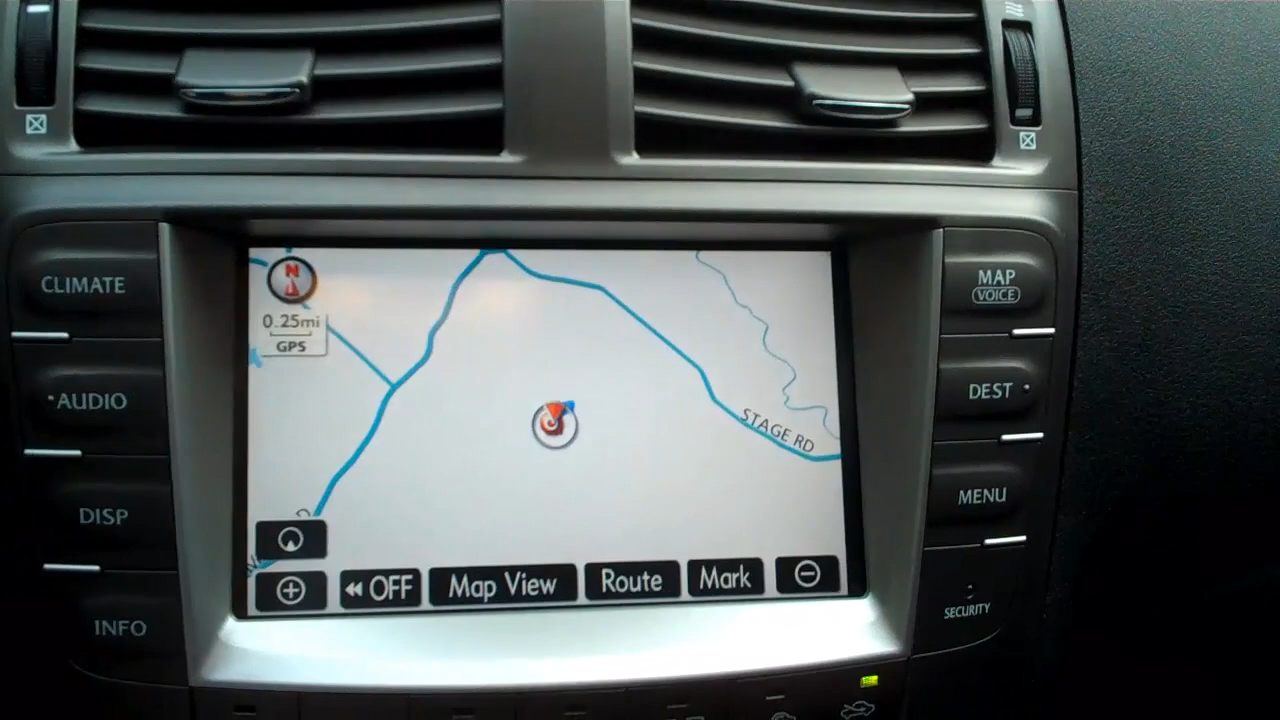 CLIMATE
AUDIO
DISP
INFO
N
0.25mi
GPS
STAGE RD
OFF
Map View
Route
Mark
MAP
VOICE
DEST
MENU
SECURITY